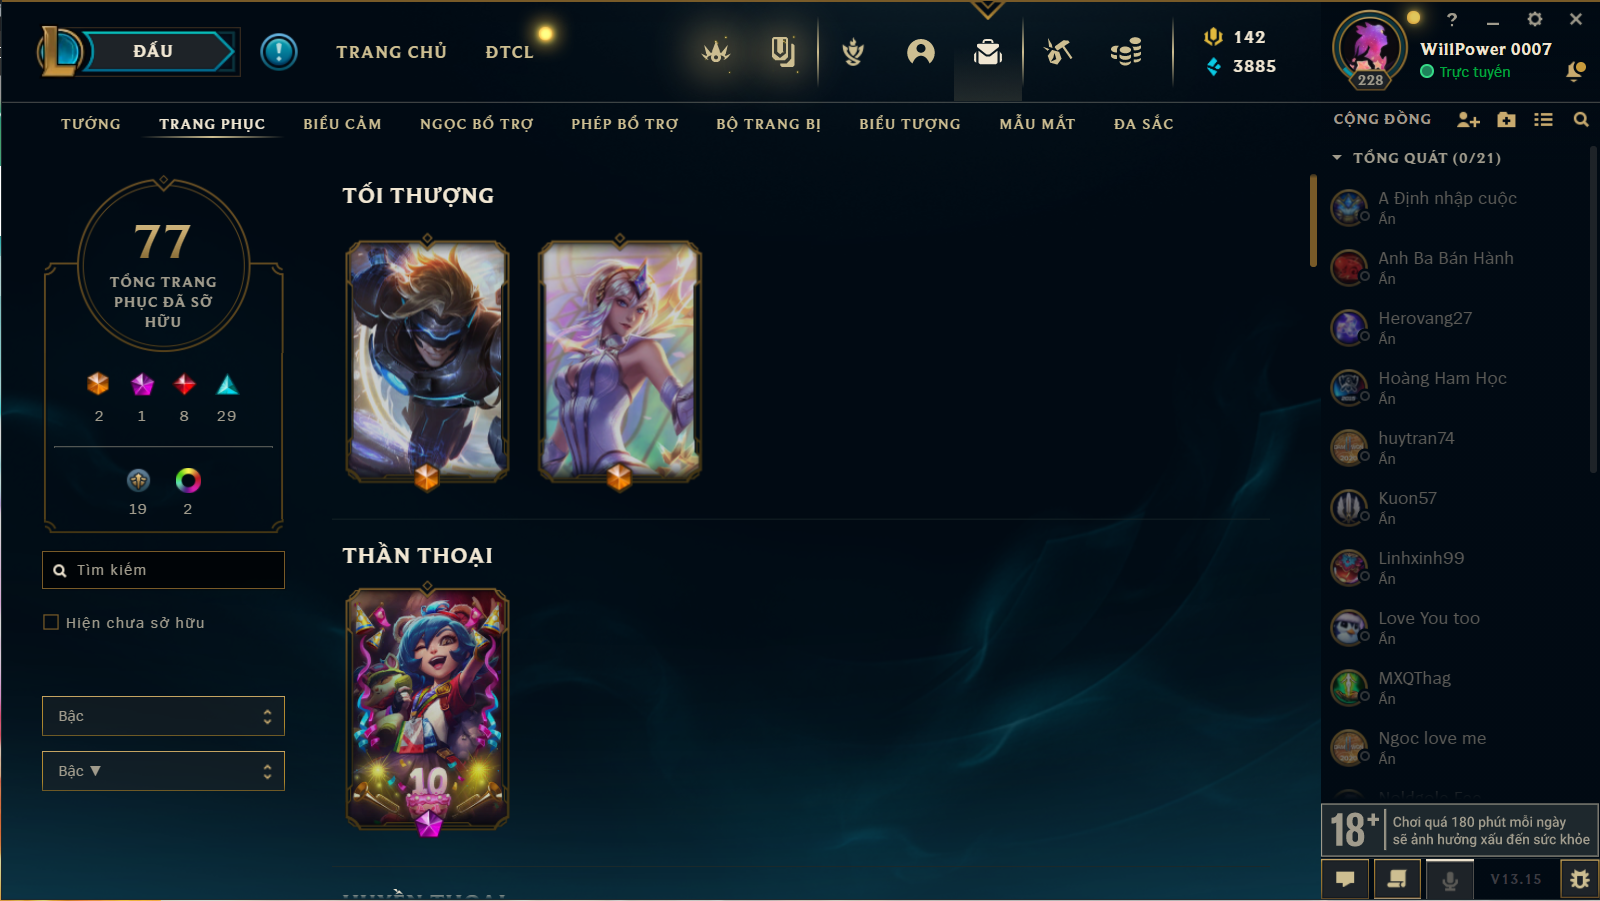 ĐẤU
TRANG CHỦ
ĐTCL
142
3885
228
?
WillPower 0007
Trực tuyến
TƯỚNG
TRANG PHỤC
BIỂU CẢM
NGỌC BỔ TRỢ
PHÉP BỔ TRỢ
BỘ TRANG BỊ
BIỂU TƯỢNG
MẪU MẮT
ĐA SẮC
77
TỔNG TRANG
PHỤC ĐÃ SỞ
HỮU
2
1
8
29
19
2
Tìm kiếm
Hiện chưa sở hữu
Bậc
Bậc ▼
TỐI THƯỢNG
THẦN THOẠI
10
HUYỀN THOẠI
CỘNG ĐỒNG
TỔNG QUÁT (0/21)
A Định nhập cuộc
Ẩn
Anh Ba Bán Hành
Ẩn
Herovang27
Ẩn
Hoàng Ham Học
Ẩn
huytran74
Ẩn
Kuon57
Ẩn
Linhxinh99
Ẩn
Love You too
Ẩn
MXQThag
Ẩn
Ngoc love me
Ẩn
18+
Chơi quá 180 phút mỗi ngày
sẽ ảnh hưởng xấu đến sức khỏe
V13.15